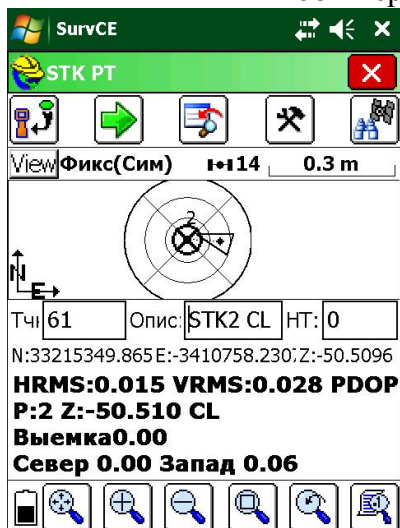 SurvCE
STK PT
View Фикс(Сим) 14 0.3 m
2
N
E
Тчк 61 Опис: STK2 CL НТ: 0
N:33215349.865 E:-3410758.230 Z:-50.5096
HRMS:0.015 VRMS:0.028 PDOP
P:2 Z:-50.510 CL
Выемка0.00
Север 0.00 Запад 0.06